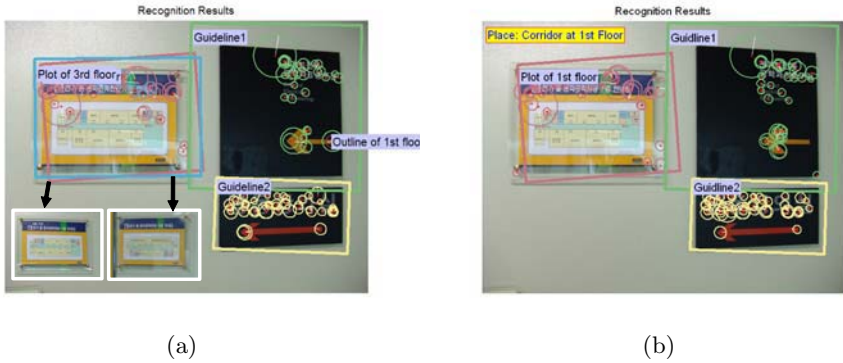 Recognition Results
Guideline1
Plot of 3rd floor
Outline of 1st floo
Guideline2
(a)
Recognition Results
Place: Corridor at 1st Floor
Guidline1
Plot of 1st floor
Guidline2
(b)